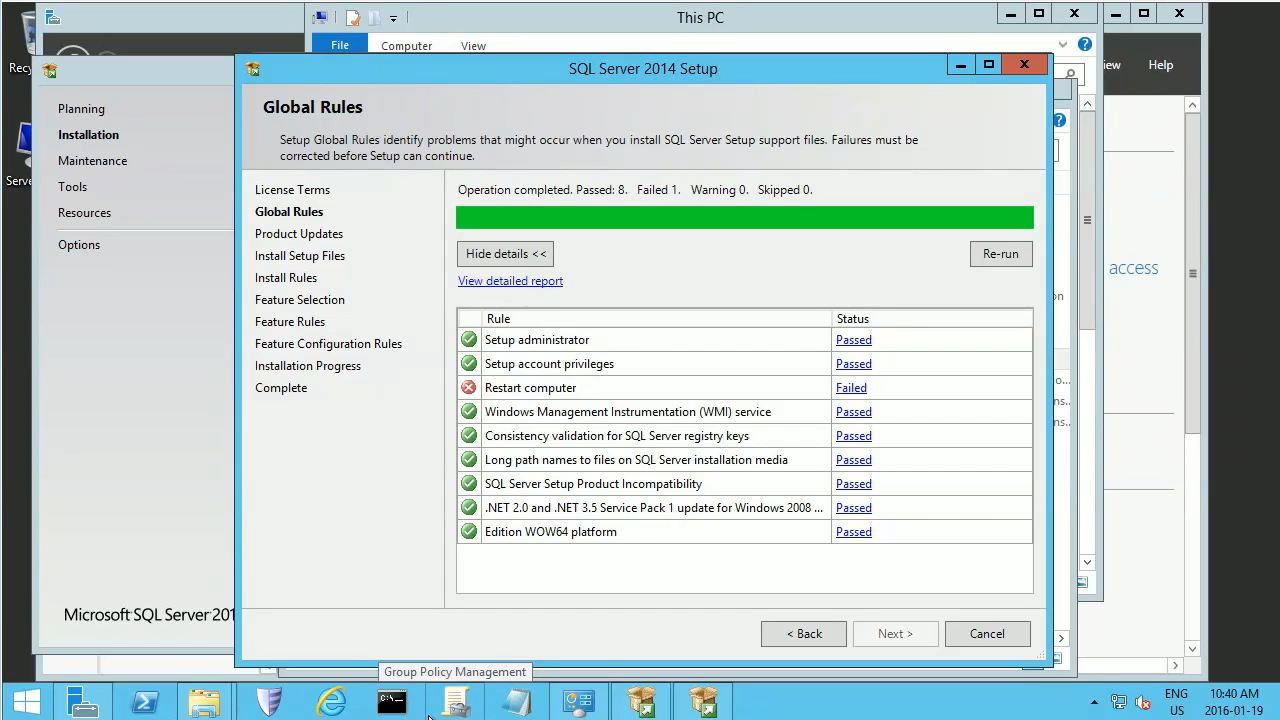 This PC
File
Computer
View
Recy
Serve
iew
Help
SQL Server 2014 Setup
Global Rules
Setup Global Rules identify problems that might occur when you install SQL Server Setup support files. Failures must be
corrected before Setup can continue.
Planning
Installation
Maintenance
Tools
Resources
Options
Microsoft SQL Server 201
License Terms
Global Rules
Product Updates
Install Setup Files
Install Rules
Feature Selection
Feature Rules
Feature Configuration Rules
Installation Progress
Complete
Operation completed. Passed: 8. Failed 1. Warning 0. Skipped 0.
Hide details <<
Re-run
View detailed report
Rule Status
Setup administrator Passed
Setup account privileges Passed
Restart computer Failed
Windows Management Instrumentation (WMI) service Passed
Consistency validation for SQL Server registry keys Passed
Long path names to files on SQL Server installation media Passed
SQL Server Setup Product Incompatibility Passed
.NET 2.0 and .NET 3.5 Service Pack 1 update for Windows 2008 ... Passed
Edition WOW64 platform Passed
access
on
o...
ns..
< Back
Next >
Cancel
Group Policy Management
C:\_
ENG
US
10:40 AM
2016-01-19